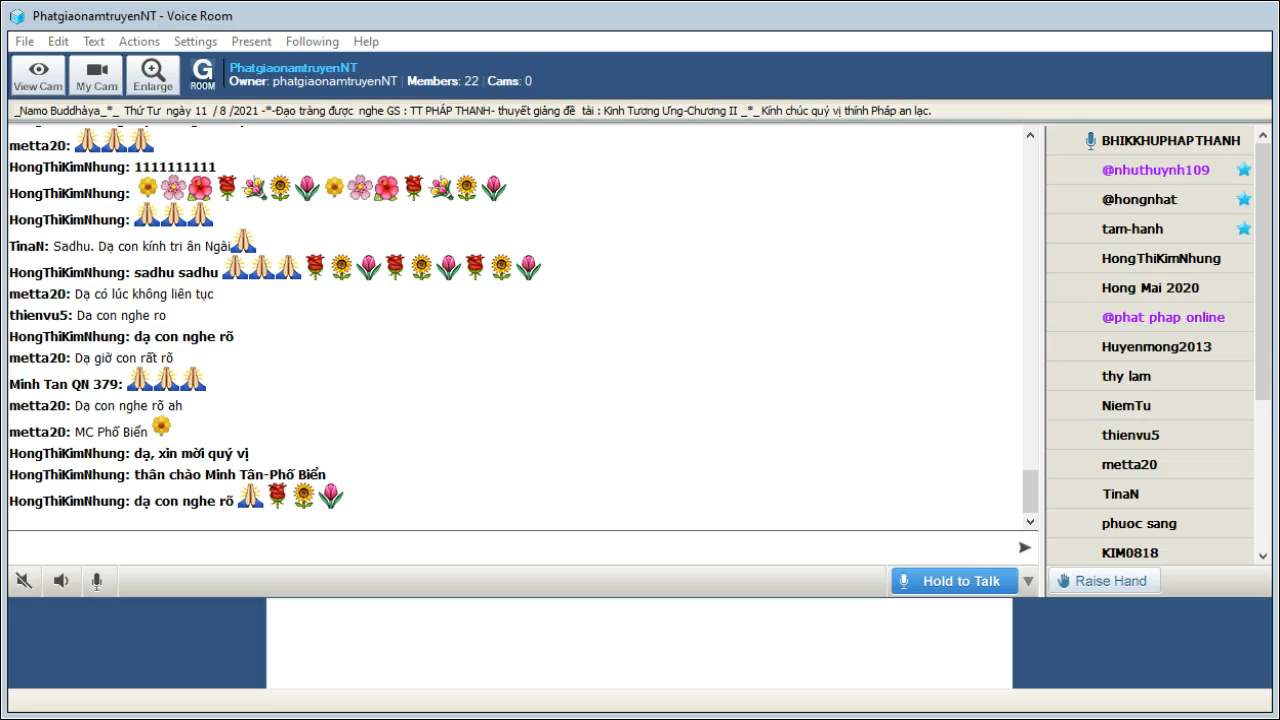 PhatgiaonamtruyenNT - Voice Room
File Edit Text Actions Settings Present Following Help
View Cam
My Cam
Enlarge
G ROOM
PhatgiaonamtruyenNT
Owner: phatgiaonamtruyenNT | Members: 22 | Cams: 0
_Namo Buddhàya_*_ Thứ Tư ngày 11 / 8 /2021 -*-Đạo tràng được nghe GS : TT PHÁP THANH- thuyết giảng đề tài : Kinh Tương Ưng-Chương II _*_ Kính chúc quý vị thính Pháp an lạc.
metta20:
HongThiKimNhung: 1111111111
HongThiKimNhung:
HongThiKimNhung:
TinaN: Sadhu. Dạ con kính tri ân Ngài
HongThiKimNhung: sadhu sadhu
metta20: Dạ có lúc không liên tục
thienvu5: Da con nghe ro
HongThiKimNhung: dạ con nghe rõ
metta20: Dạ giờ con rất rõ
Minh Tan QN 379:
metta20: Dạ con nghe rõ ah
metta20: MC Phố Biển
HongThiKimNhung: dạ, xin mời quý vị
HongThiKimNhung: thân chào Minh Tân-Phố Biển
HongThiKimNhung: dạ con nghe rõ
Hold to Talk
BHIKKHUPHAPTHANH
@nhuthuynh109
@hongnhat
tam-hanh
HongThiKimNhung
Hong Mai 2020
@phat phap online
Huyenmong2013
thy lam
NiemTu
thienvu5
metta20
TinaN
phuoc sang
KIM0818
Raise Hand